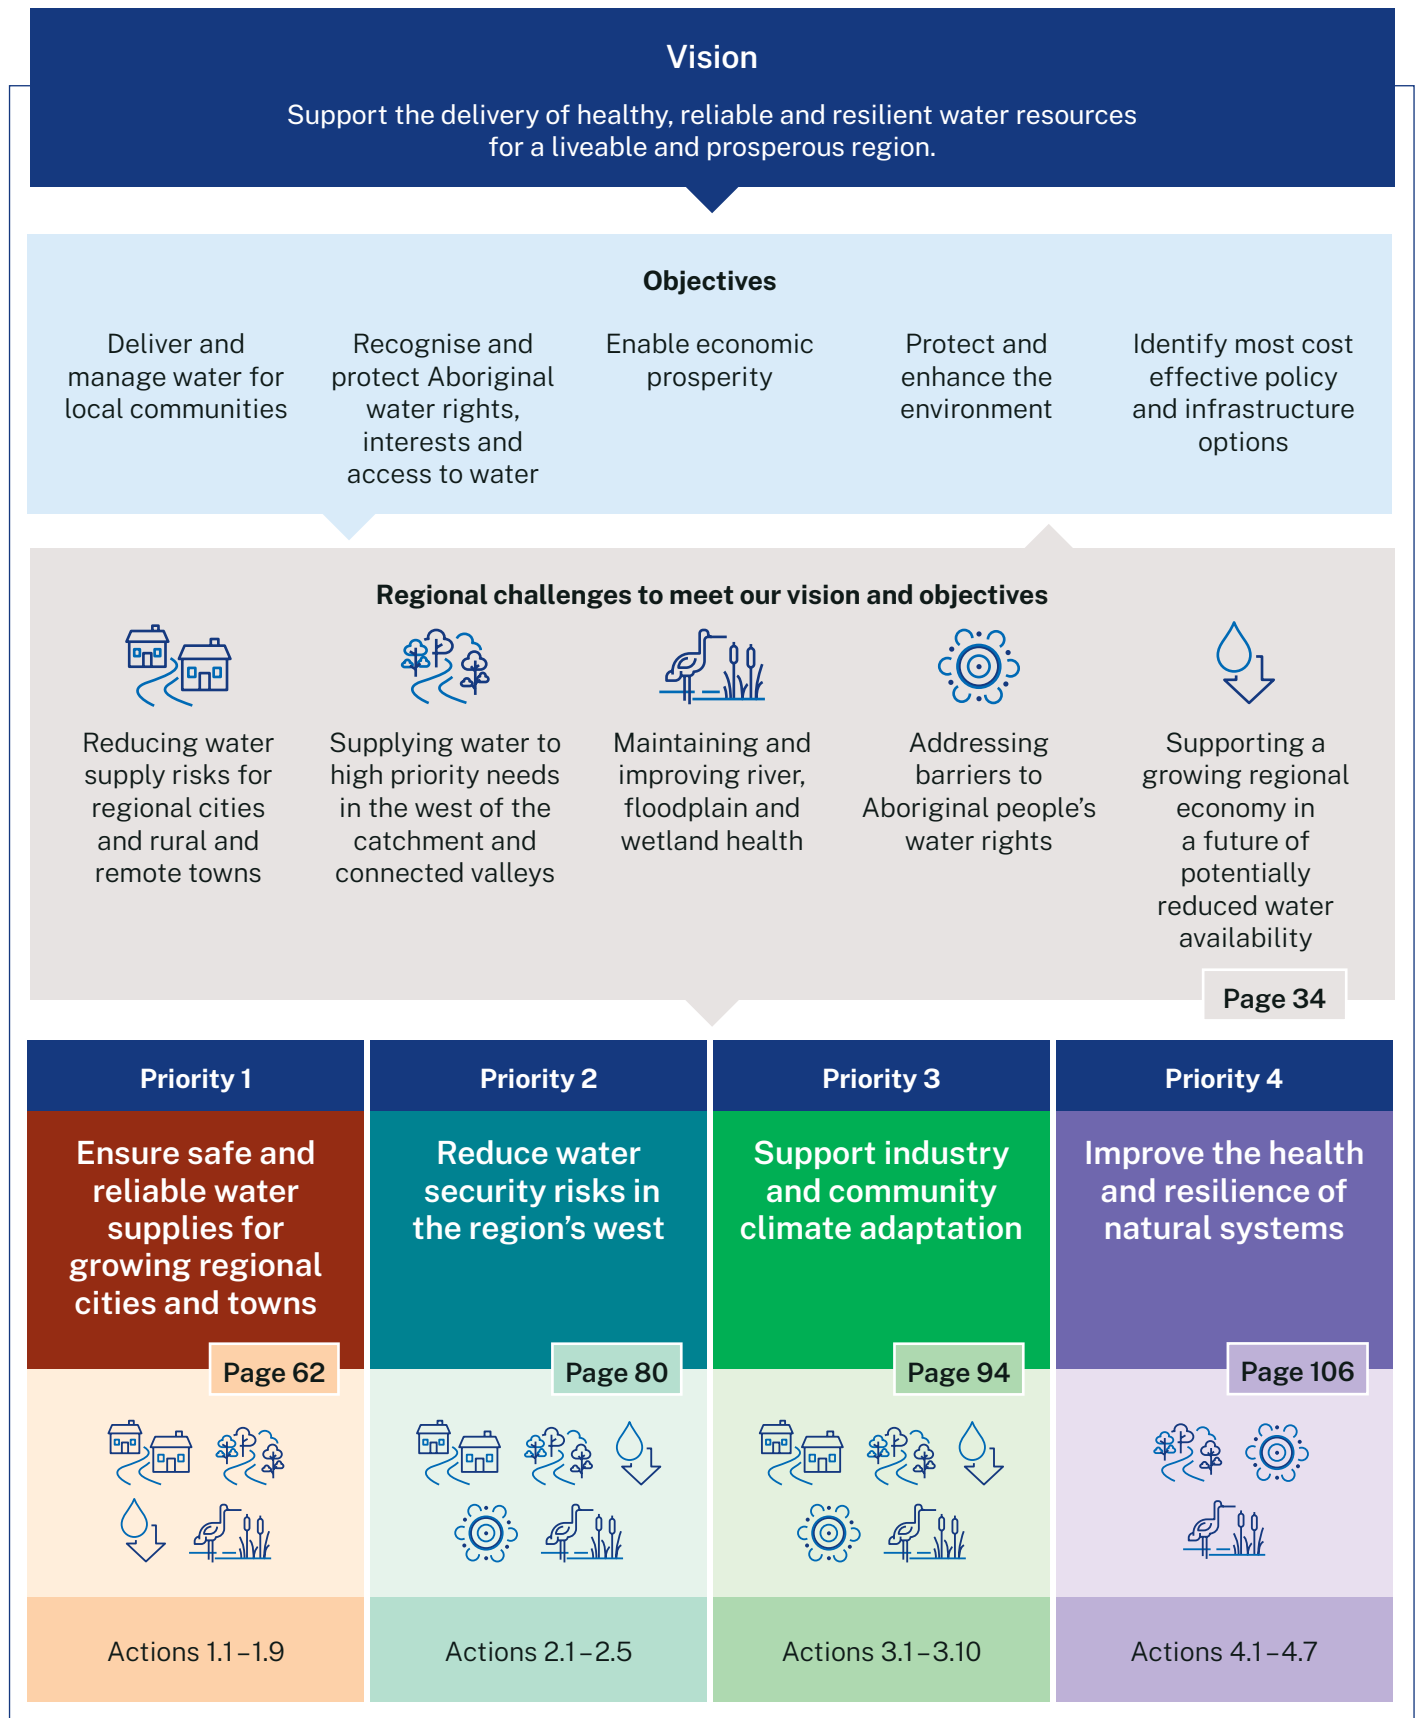 Vision
Support the delivery of healthy, reliable and resilient water resources
for a liveable and prosperous region.
Objectives
Deliver and
manage water for
local communities
Recognise and
protect Aboriginal
water rights,
interests and
access to water
Enable economic
prosperity
Protect and
enhance the
environment
Identify most cost
effective policy
and infrastructure
options
Regional challenges to meet our vision and objectives
Reducing water
supply risks for
regional cities
and rural and
remote towns
Supplying water to
high priority needs
in the west of the
catchment and
connected valleys
Maintaining and
improving river,
floodplain and
wetland health
Addressing
barriers to
Aboriginal people's
water rights
Supporting a
growing regional
economy in
a future of
potentially
reduced water
availability
Page 34
Priority 1
Ensure safe and
reliable water
supplies for
growing regional
cities and towns
Page 62
Actions 1.1–1.9
Priority 2
Reduce water
security risks in
the region's west
Page 80
Actions 2.1–2.5
Priority 3
Support industry
and community
climate adaptation
Page 94
Actions 3.1–3.10
Priority 4
Improve the health
and resilience of
natural systems
Page 106
Actions 4.1–4.7